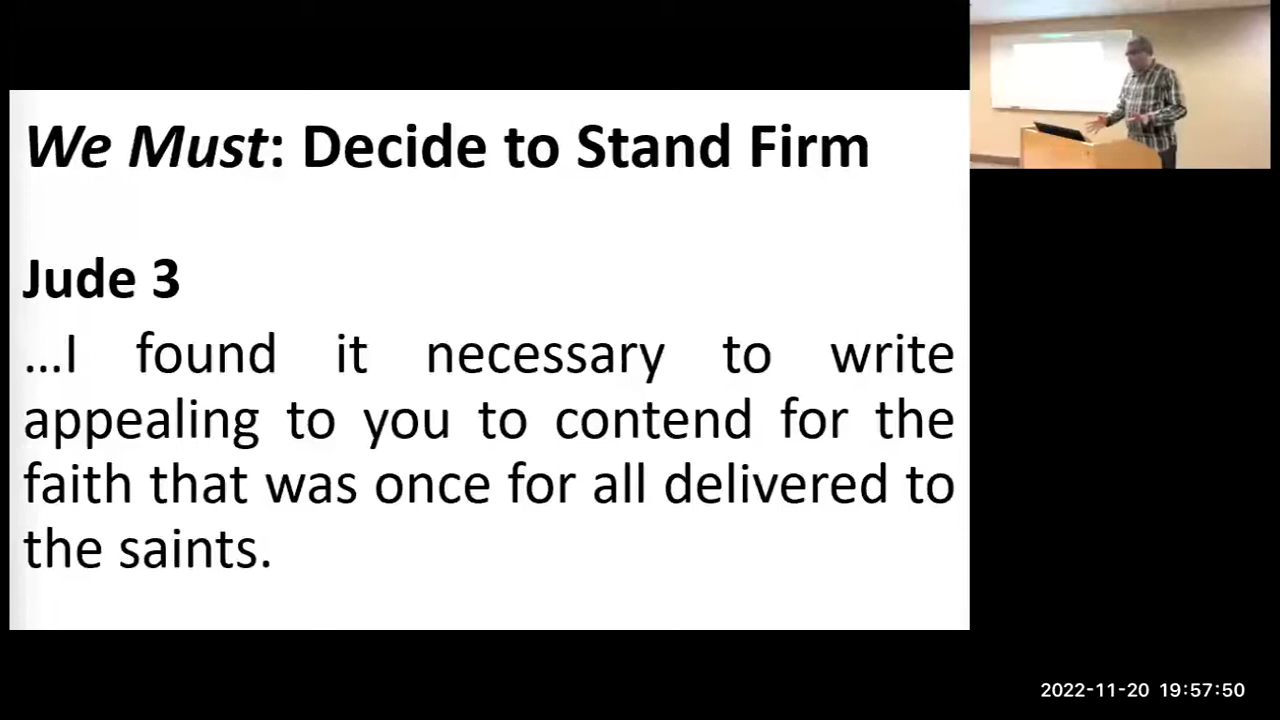 We Must: Decide to Stand Firm
Jude 3
...I found it necessary to write
appealing to you to contend for the
faith that was once for all delivered to
the saints.
2022-11-20 19:57:50